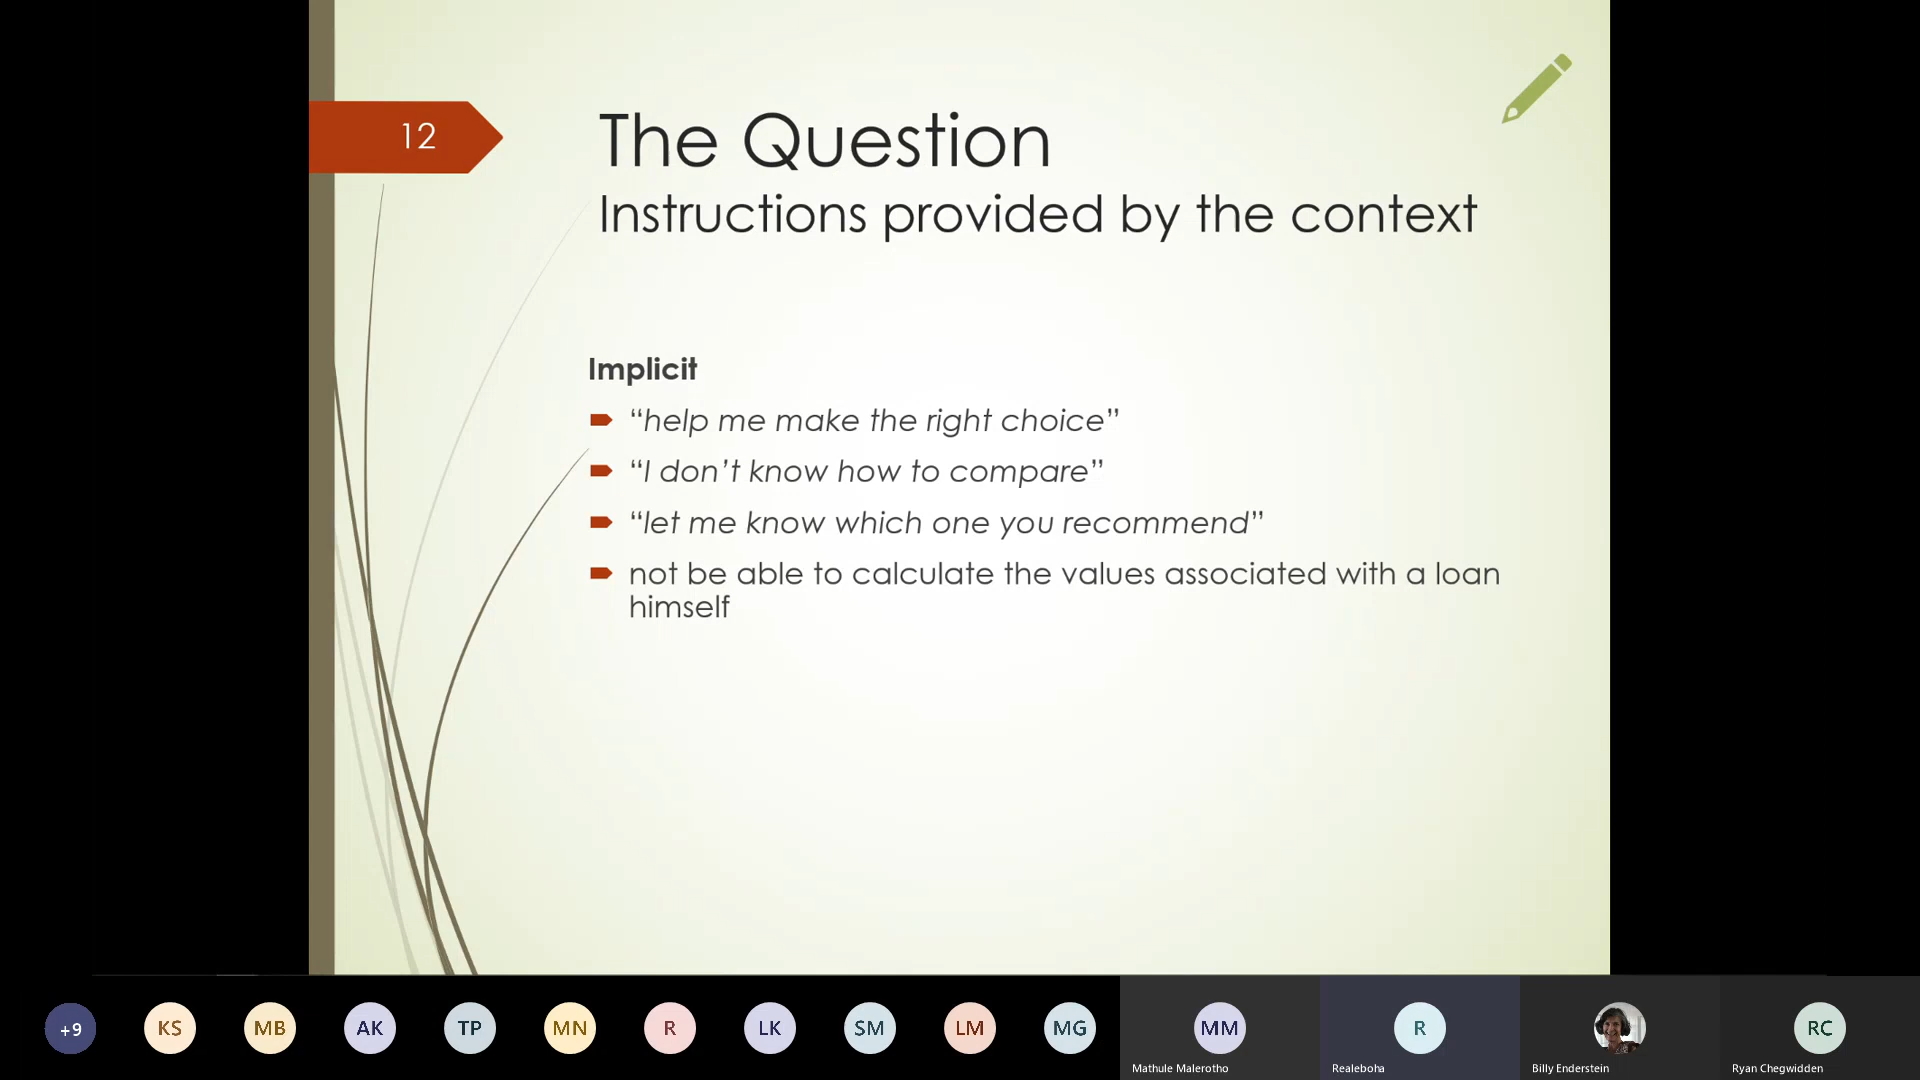 12
The Question
Instructions provided by the context
Implicit
“help me make the right choice”
“I don’t know how to compare”
“let me know which one you recommend”
not be able to calculate the values associated with a loan
himself
+9
KS
MB
AK
TP
MN
R
LK
SM
LM
MG
MM
R
RC
Mathule Malerotho
Realeboha
Billy Enderstein
Ryan Chegwidden